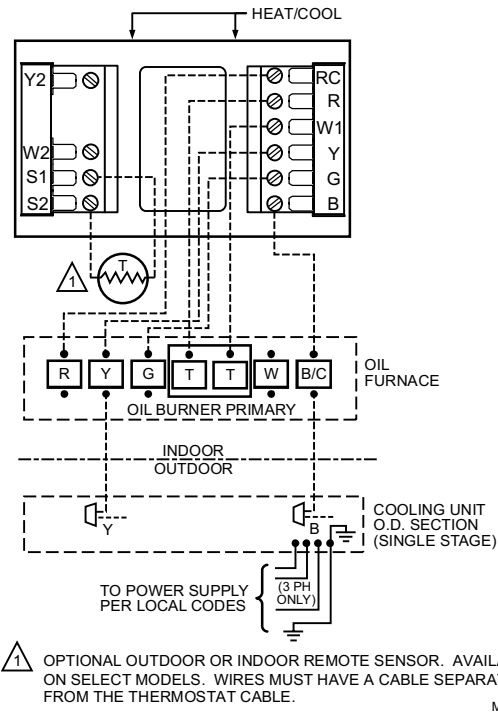 HEAT/COOL
Y2
W2
S1
S2
RC
R
W1
Y
G
B
T
1
R
Y
G
T
T
W
B/C
OIL
FURNACE
OIL BURNER PRIMARY
INDOOR
OUTDOOR
Y
B
COOLING UNIT
O.D. SECTION
(SINGLE STAGE)
TO POWER SUPPLY
PER LOCAL CODES
(3 PH
ONLY)
1
OPTIONAL OUTDOOR OR INDOOR REMOTE SENSOR. AVAILA
ON SELECT MODELS. WIRES MUST HAVE A CABLE SEPARAT
FROM THE THERMOSTAT CABLE.
M